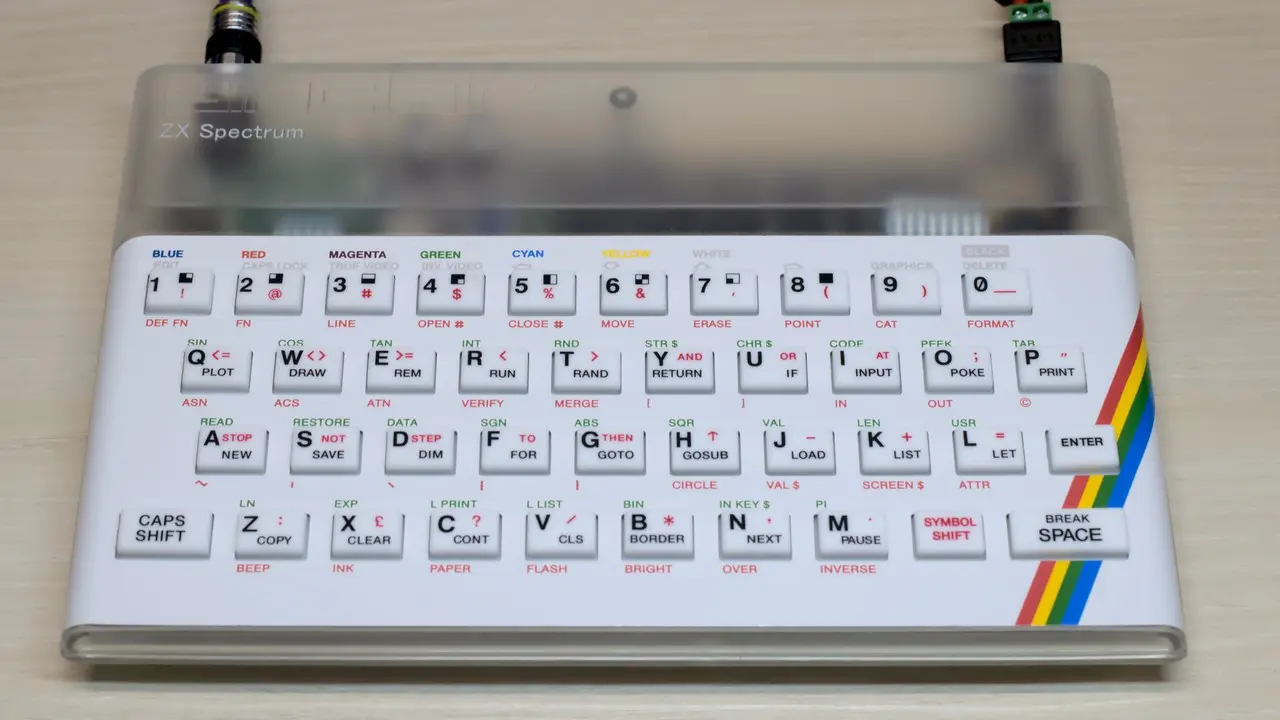 ZX Spectrum
BLUE RED MAGENTA GREEN CYAN YELLOW WHITE BLACK
EDIT CAPS LOCK TRUE VIDEO INV. VIDEO GRAPHICS DELETE
1 ! 2 @ 3 # 4 $ 5 % 6 & 7 ' 8 ( 9 ) 0 _
DEF FN FN LINE OPEN # CLOSE # MOVE ERASE POINT CAT FORMAT
SIN COS TAN INT RND STR $ CHR $ CODE PEEK TAB
Q <= W <> E >= R < T > Y AND U OR I AT O ; P "
PLOT DRAW REM RUN RAND RETURN IF INPUT POKE PRINT
ASN ACS ATN VERIFY MERGE [ ] IN OUT ©
READ RESTORE DATA SGN ABS SQR VAL LEN USR
A STOP S NOT D STEP F TO G THEN H ↑ J − K + L = ENTER
NEW SAVE DIM FOR GOTO GOSUB LOAD LIST LET
~ | \ { } CIRCLE VAL $ SCREEN $ ATTR
LN EXP L PRINT L LIST BIN IN KEY $ PI
CAPS SHIFT Z : X £ C ? V / B * N , M . SYMBOL SHIFT BREAK SPACE
COPY CLEAR CONT CLS BORDER NEXT PAUSE
BEEP INK PAPER FLASH BRIGHT OVER INVERSE